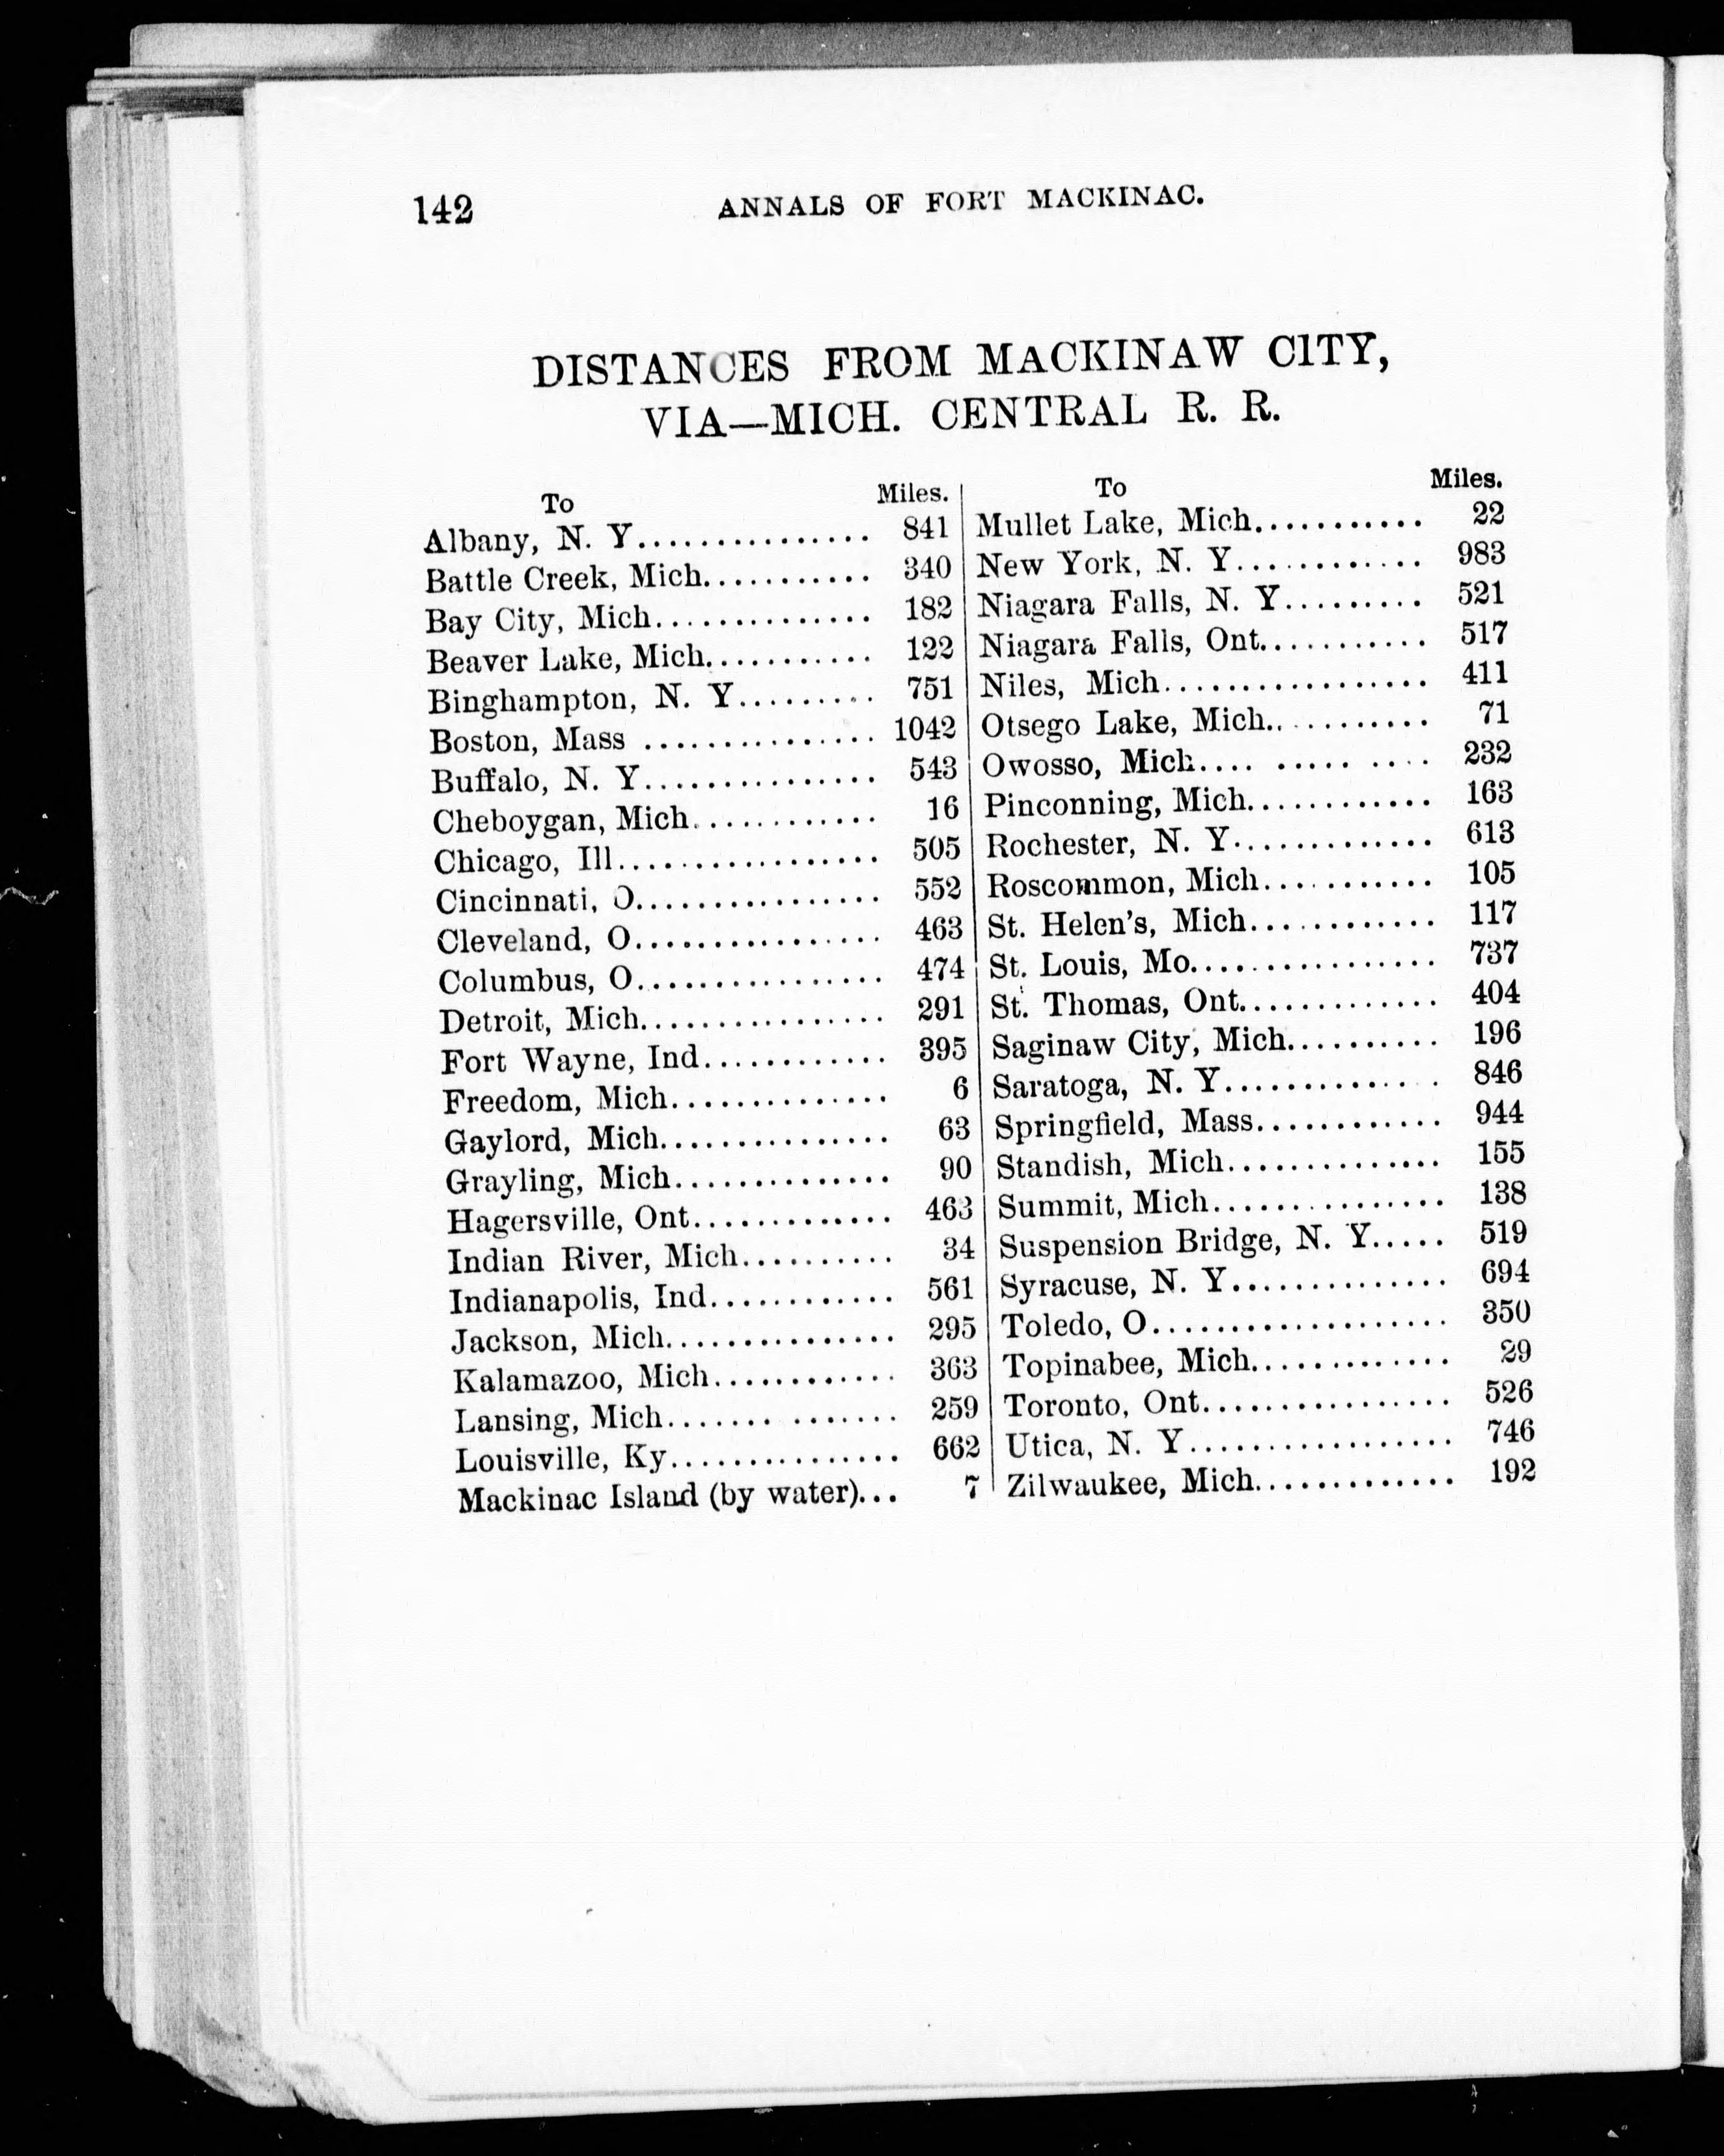 142 ANNALS OF FORT MACKINAC.
DISTANCES FROM MACKINAW CITY,
VIA—MICH. CENTRAL R. R.
To Miles.
Albany, N. Y............... 841
Battle Creek, Mich........... 340
Bay City, Mich.............. 182
Beaver Lake, Mich........... 122
Binghampton, N. Y......... 751
Boston, Mass ............... 1042
Buffalo, N. Y............... 543
Cheboygan, Mich............ 16
Chicago, Ill................. 505
Cincinnati, O................ 552
Cleveland, O................ 463
Columbus, O................ 474
Detroit, Mich................ 291
Fort Wayne, Ind............ 395
Freedom, Mich.............. 6
Gaylord, Mich............... 63
Grayling, Mich.............. 90
Hagersville, Ont............. 463
Indian River, Mich.......... 34
Indianapolis, Ind............ 561
Jackson, Mich............... 295
Kalamazoo, Mich............ 363
Lansing, Mich....... ....... 259
Louisville, Ky............... 662
Mackinac Island (by water)... 7
To Miles.
Mullet Lake, Mich........... 22
New York, N. Y............ 983
Niagara Falls, N. Y......... 521
Niagara Falls, Ont........... 517
Niles, Mich................. 411
Otsego Lake, Mich........... 71
Owosso, Mich.... ..... .... 232
Pinconning, Mich............ 163
Rochester, N. Y............. 613
Roscommon, Mich........... 105
St. Helen's, Mich............ 117
St. Louis, Mo................ 737
St. Thomas, Ont............. 404
Saginaw City, Mich.......... 196
Saratoga, N. Y.............. 846
Springfield, Mass............ 944
Standish, Mich.............. 155
Summit, Mich............... 138
Suspension Bridge, N. Y..... 519
Syracuse, N. Y.............. 694
Toledo, O................... 350
Topinabee, Mich............. 29
Toronto, Ont................ 526
Utica, N. Y................. 746
Zilwaukee, Mich............. 192